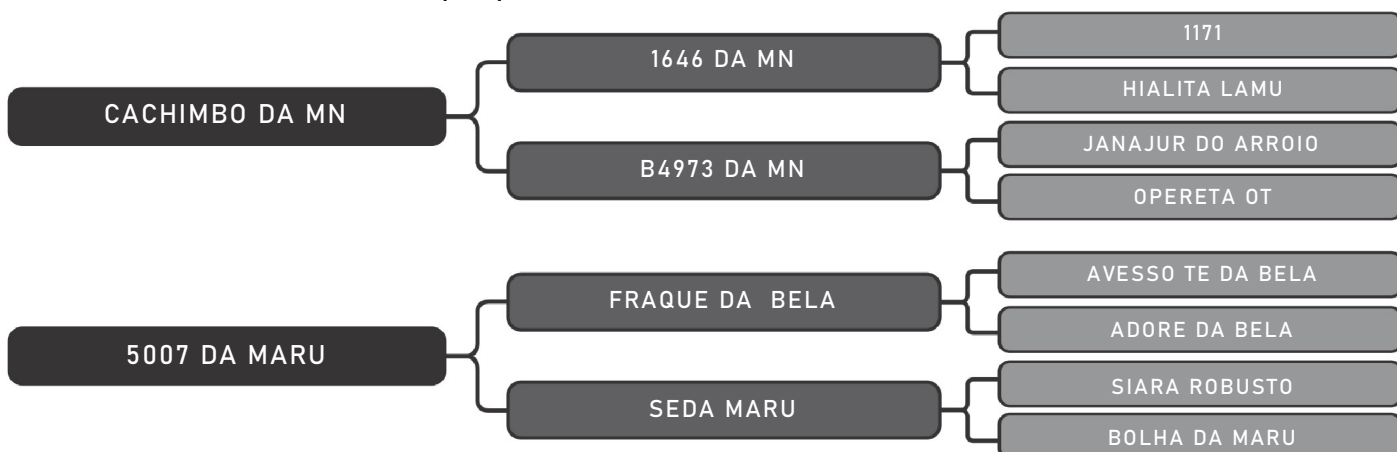 1171
1646 DA MN
HIALITA LAMU
CACHIMBO DA MN
JANAJUR DO ARROIO
B4973 DA MN
OPERETA OT
AVESSO TE DA BELA
FRAQUE DA BELA
ADORE DA BELA
5007 DA MARU
SIARA ROBUSTO
SEDA MARU
BOLHA DA MARU